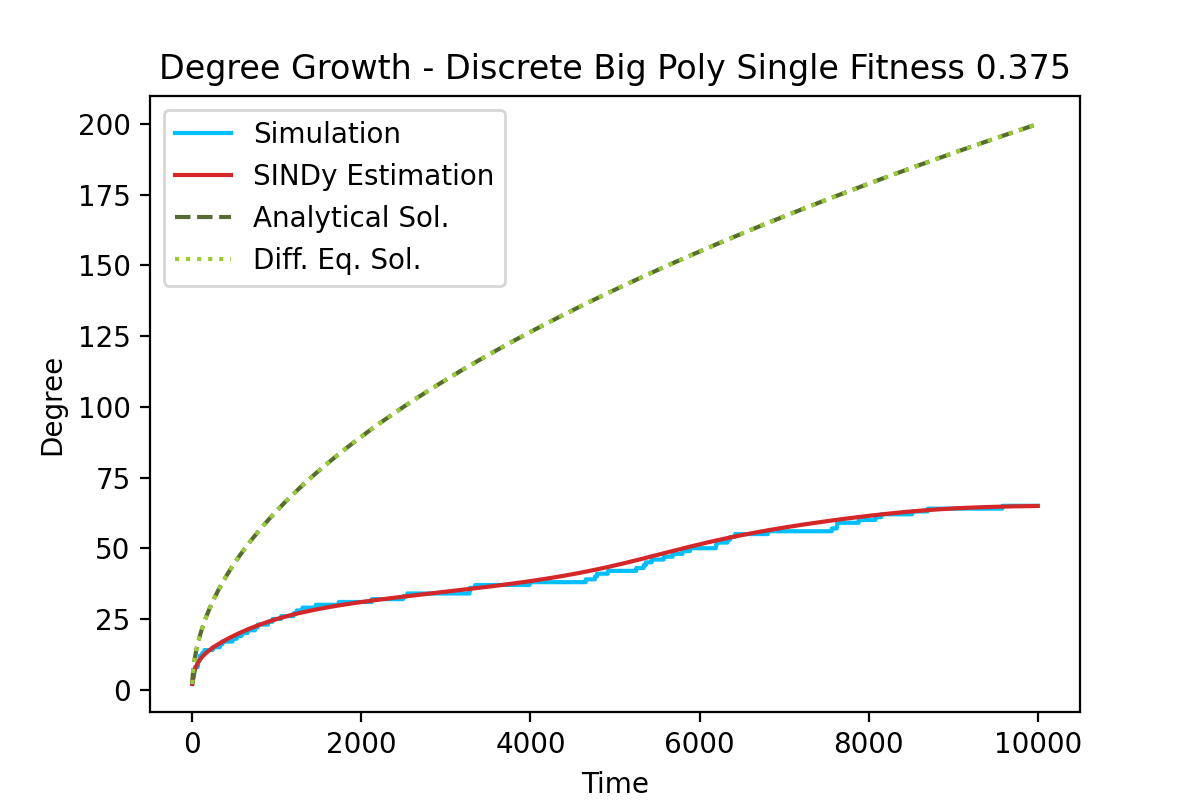 Degree Growth - Discrete Big Poly Single Fitness 0.375
Simulation
SINDy Estimation
Analytical Sol.
Diff. Eq. Sol.
200
175
150
125
100
75
50
25
0
Degree
0 2000 4000 6000 8000 10000
Time